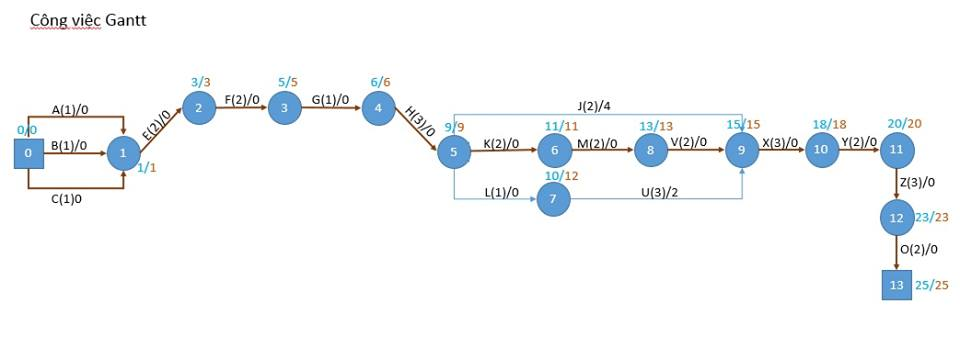 Công việc Gantt
3/3
5/5
6/6
A(1)/0
E(2)/0
2
F(2)/0
3
G(1)/0
4
H(3)/0
J(2)/4
0/0
9/9
11/11
13/13
15/15
18/18
20/20
0
B(1)/0
1
5
K(2)/0
6
M(2)/0
8
V(2)/0
9
X(3)/0
10
Y(2)/0
11
1/1
10/12
C(1)0
L(1)/0
7
U(3)/2
Z(3)/0
12
23/23
O(2)/0
13
25/25